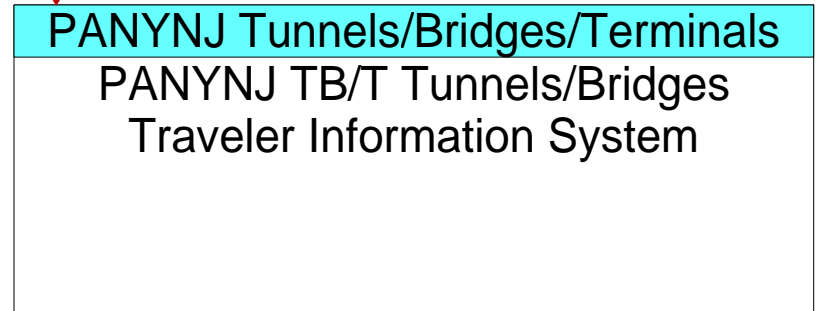 PANYNJ Tunnels/Bridges/Terminals
PANYNJ TB/T Tunnels/Bridges
Traveler Information System